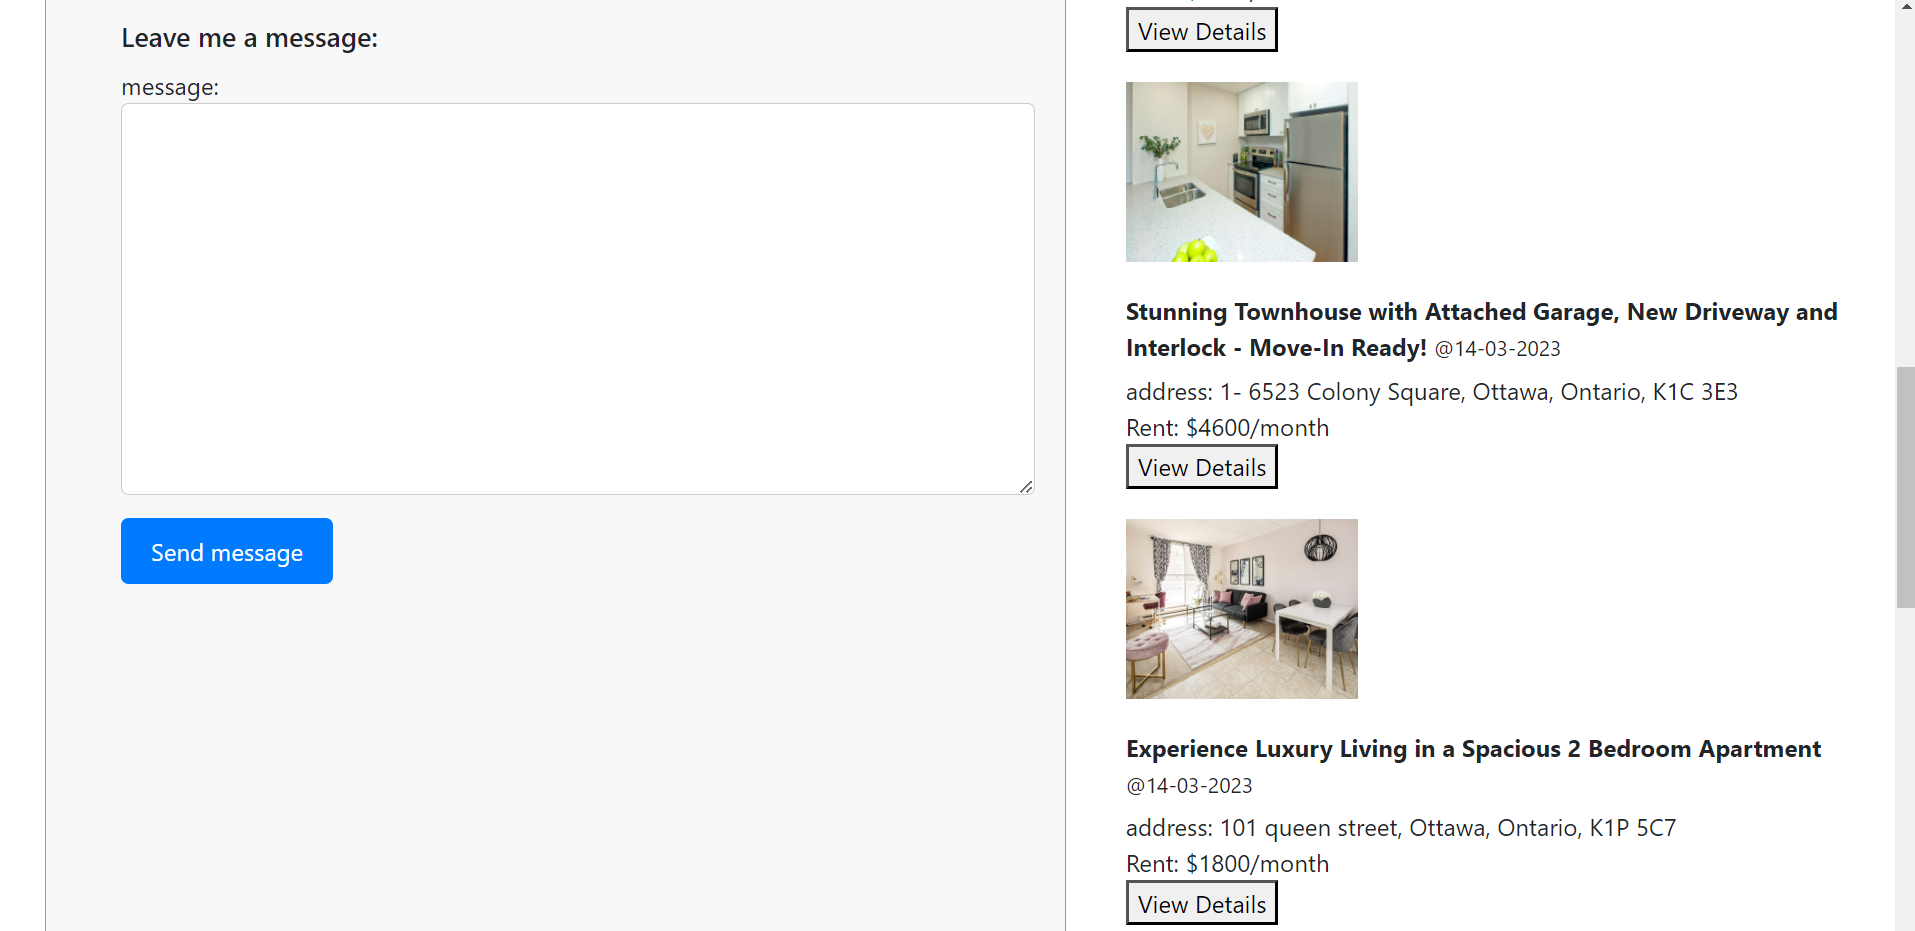 Leave me a message:
message:
Send message
View Details
Stunning Townhouse with Attached Garage, New Driveway and
Interlock - Move-In Ready! @14-03-2023
address: 1- 6523 Colony Square, Ottawa, Ontario, K1C 3E3
Rent: $4600/month
View Details
Experience Luxury Living in a Spacious 2 Bedroom Apartment
@14-03-2023
address: 101 queen street, Ottawa, Ontario, K1P 5C7
Rent: $1800/month
View Details